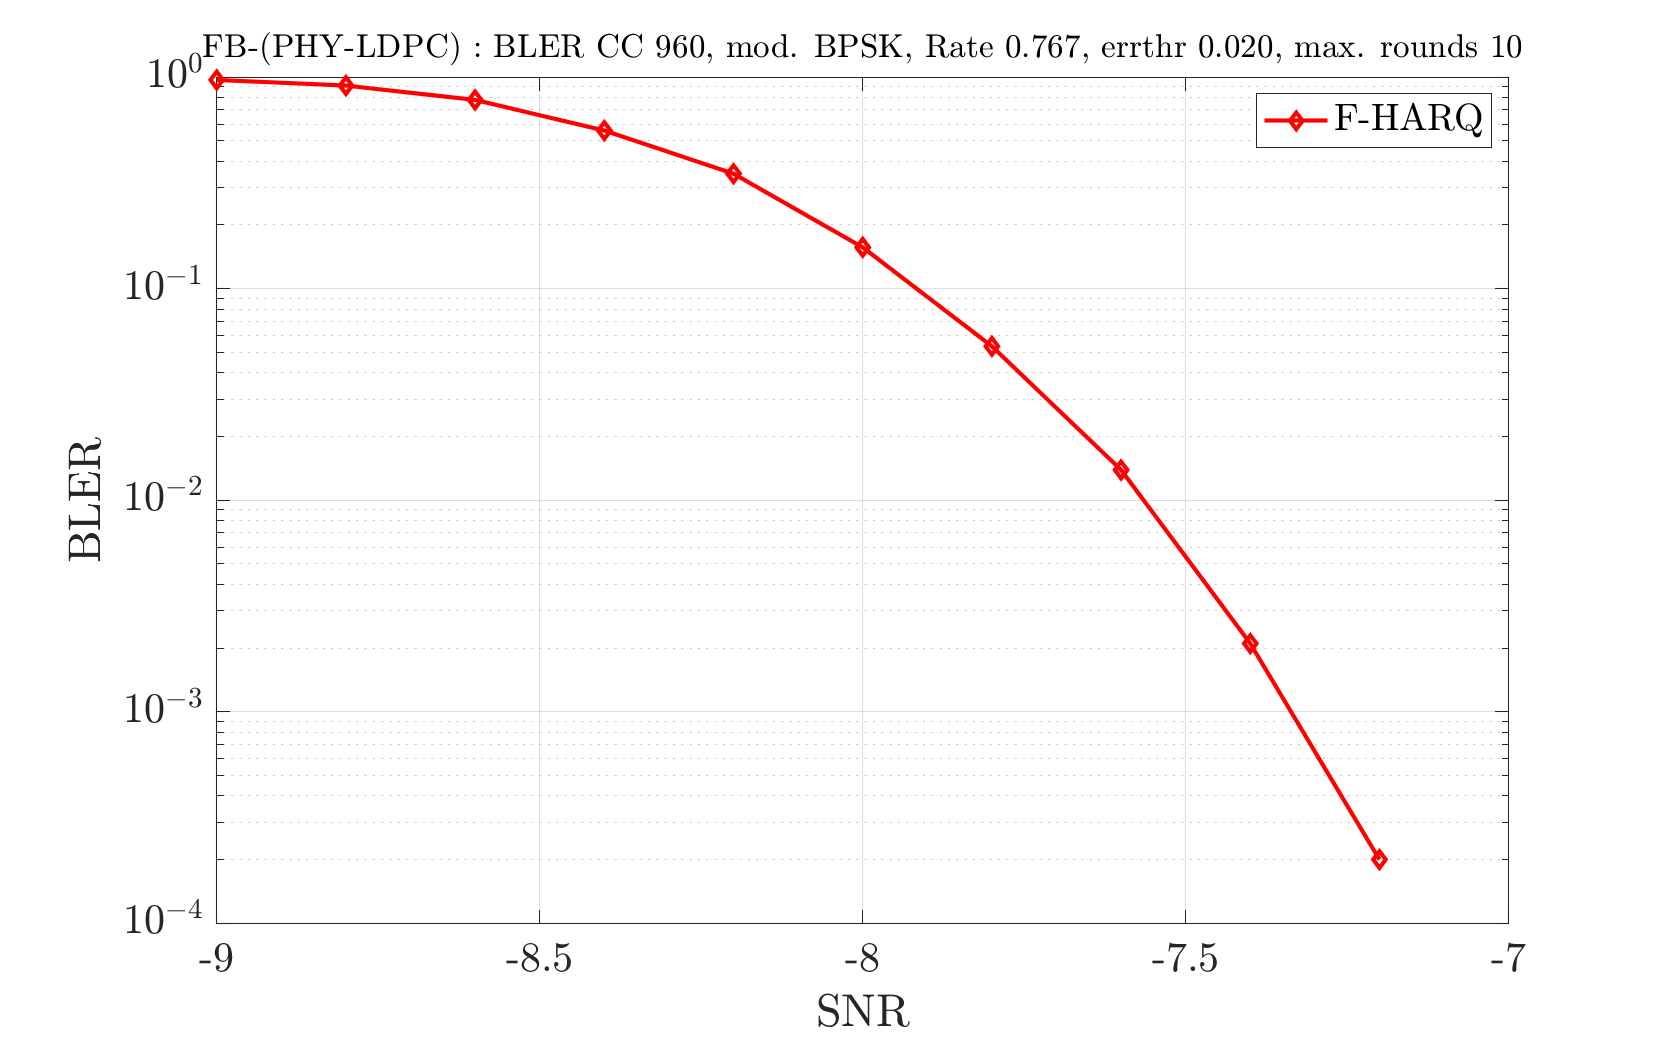 FB-(PHY-LDPC) : BLER CC 960, mod. BPSK, Rate 0.767, errthr 0.020, max. rounds 10
10^0
F-HARQ
10^{-1}
BLER
10^{-2}
10^{-3}
10^{-4}
-9 -8.5 -8 -7.5 -7
SNR